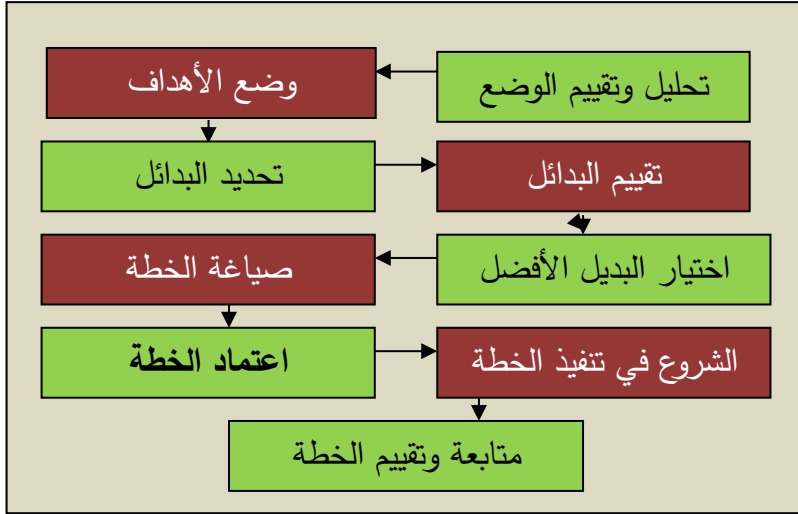 تحليل وتقييم الوضع
وضع الأهداف
تحديد البدائل
تقييم البدائل
اختيار البديل الأفضل
صياغة الخطة
اعتماد الخطة
الشروع في تنفيذ الخطة
متابعة وتقييم الخطة